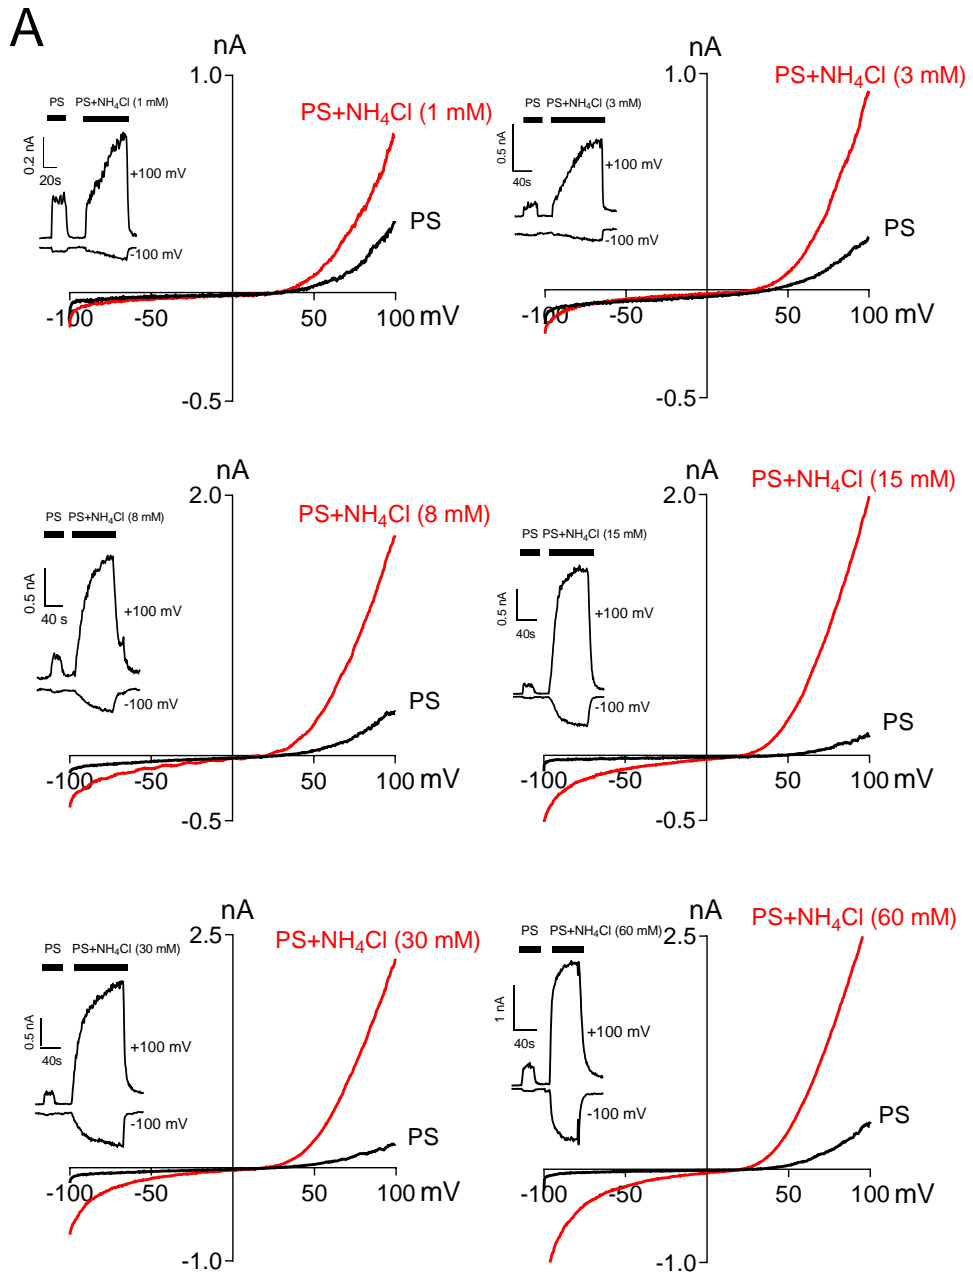 A
nA
1.0
PS+NH₄Cl (1 mM)
PS PS+NH₄Cl (1 mM)
0.2 nA
20s
+100 mV
-100 mV
PS
-100 -50 50 100 mV
-0.5
nA
1.0
PS+NH₄Cl (3 mM)
PS PS+NH₄Cl (3 mM)
0.5 nA
40s
+100 mV
-100 mV
PS
-100 -50 50 100 mV
-0.5
nA
2.0
PS+NH₄Cl (8 mM)
PS PS+NH₄Cl (8 mM)
0.5 nA
40 s
+100 mV
-100 mV
PS
-100 -50 50 100 mV
-0.5
nA
2.0
PS+NH₄Cl (15 mM)
PS PS+NH₄Cl (15 mM)
0.5 nA
40s
+100 mV
-100 mV
PS
-100 -50 50 100 mV
-0.5
nA
2.5
PS+NH₄Cl (30 mM)
PS PS+NH₄Cl (30 mM)
0.5 nA
40s
+100 mV
-100 mV
PS
-100 -50 50 100 mV
-1.0
nA
2.5
PS+NH₄Cl (60 mM)
PS PS+NH₄Cl (60 mM)
1 nA
40s
+100 mV
-100 mV
PS
-100 -50 50 100 mV
-1.0